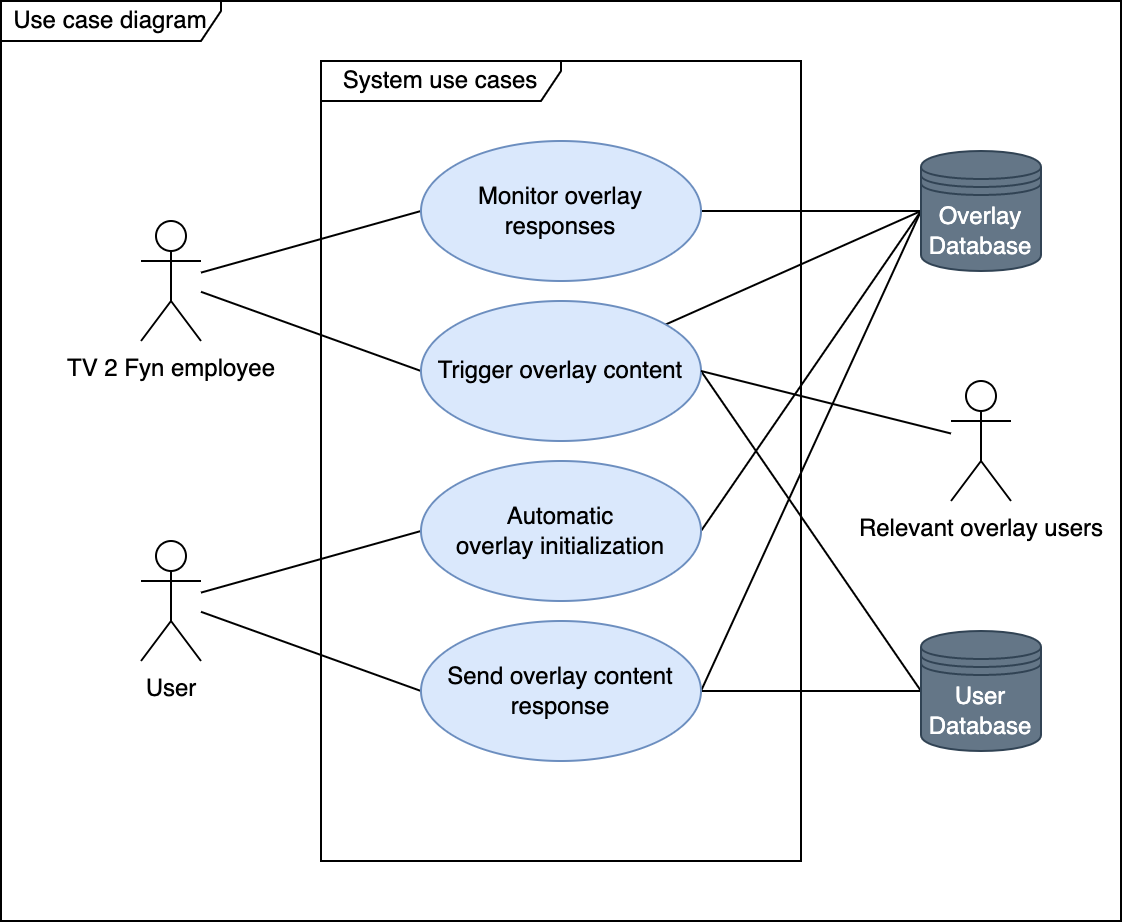 Use case diagram
System use cases
Monitor overlay
responses
Overlay
Database
TV 2 Fyn employee
Trigger overlay content
Relevant overlay users
Automatic
overlay initialization
User
Send overlay content
response
User
Database